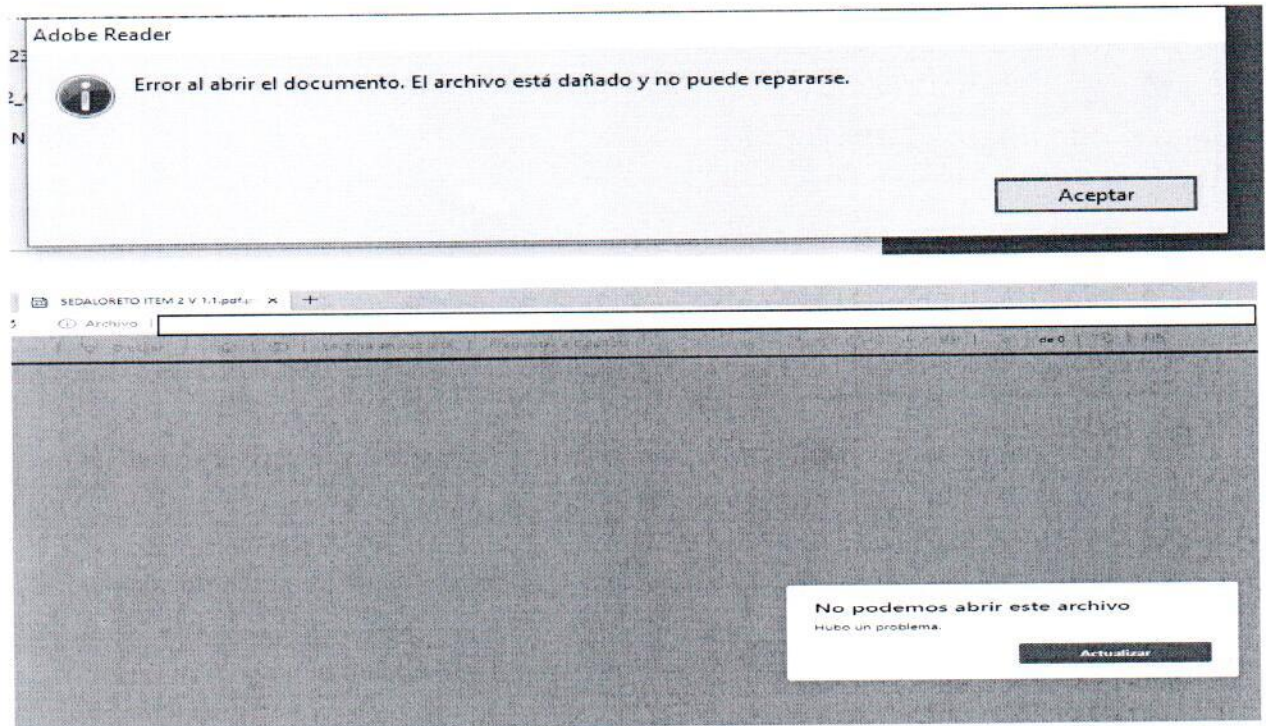 Adobe Reader
23
Error al abrir el documento. El archivo está dañado y no puede repararse.
N
Aceptar
SEDALORETO ITEM 2 V 1.1.pdf
Archivo
de 0
No podemos abrir este archivo
Hubo un problema.
Actualizar